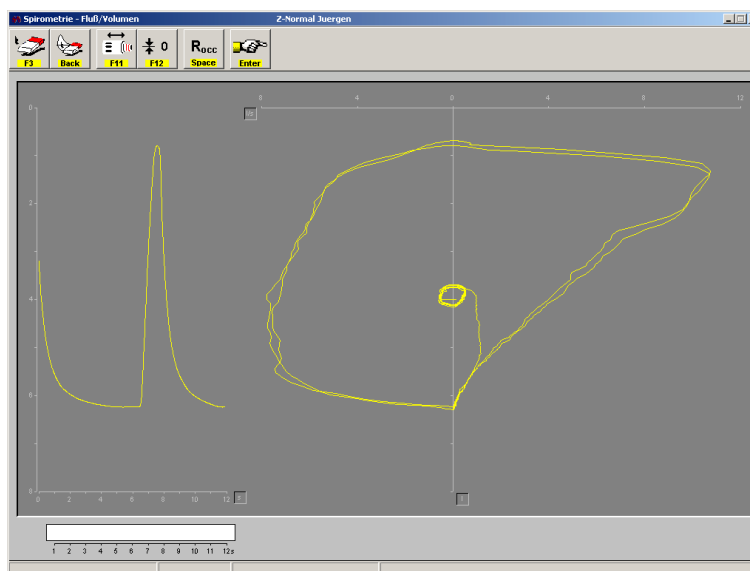 Spirometrie - Fluß/Volumen Z-Normal Juergen
F3 Back F11 0 F12 Rocc Space Enter
0 8 4 0 4 8 12
2
4
6
8
0 2 4 6 8 10 12
1 2 3 4 5 6 7 8 9 10 11 12 s